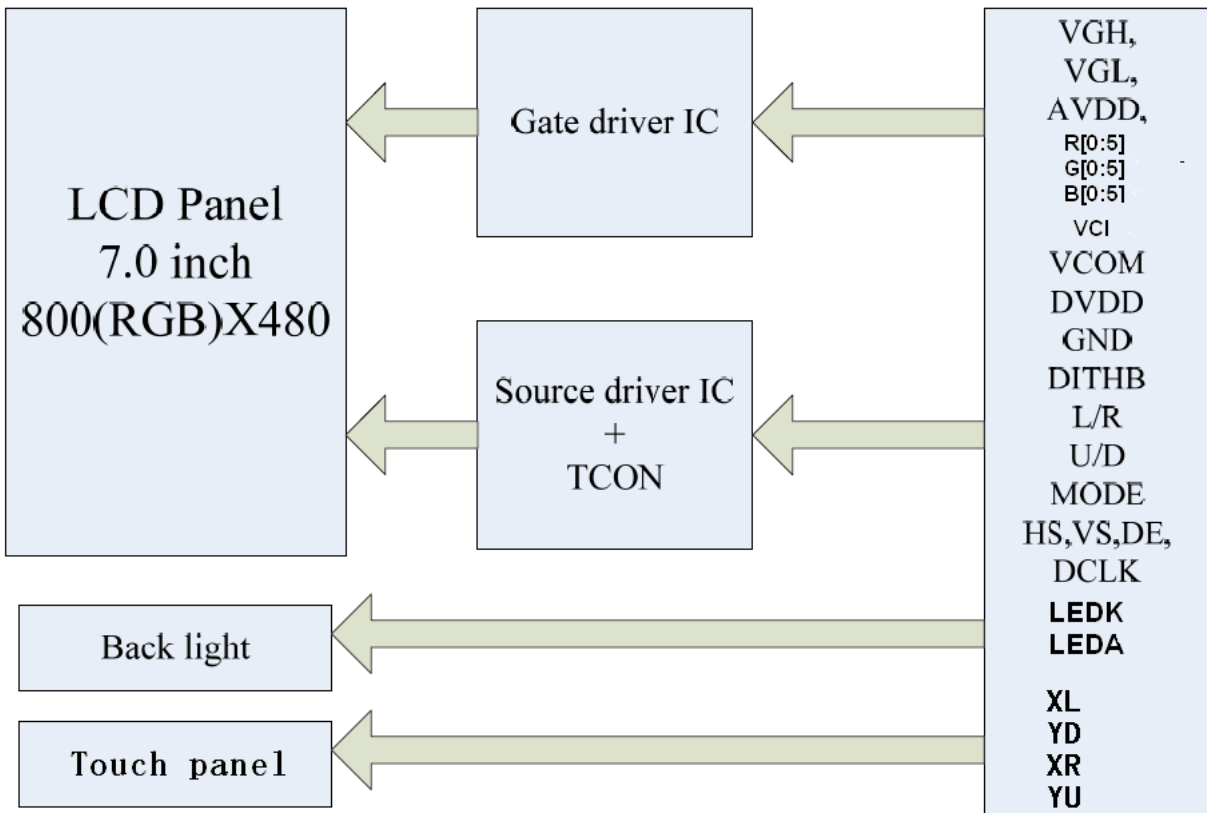 LCD Panel
7.0 inch
800(RGB)X480
Gate driver IC
Source driver IC
+
TCON
Back light
Touch panel
VGH,
VGL,
AVDD,
R[0:5]
G[0:5]
B[0:5]
VCI
VCOM
DVDD
GND
DITHB
L/R
U/D
MODE
HS,VS,DE,
DCLK
LEDK
LEDA
XL
YD
XR
YU